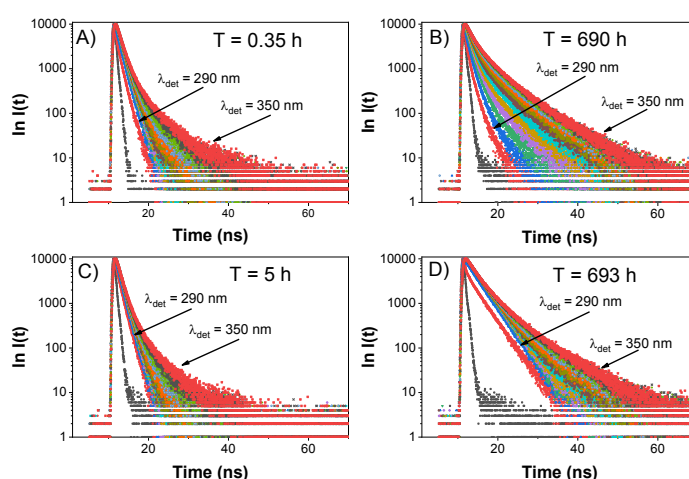 A) T = 0.35 h
λdet = 290 nm
λdet = 350 nm
ln I(t)
10000
1000
100
10
1
20 40 60
Time (ns)
B) T = 690 h
λdet = 290 nm
λdet = 350 nm
ln I(t)
10000
1000
100
10
1
20 40 60
Time (ns)
C) T = 5 h
λdet = 290 nm
λdet = 350 nm
ln I(t)
10000
1000
100
10
1
20 40 60
Time (ns)
D) T = 693 h
λdet = 290 nm
λdet = 350 nm
ln I(t)
10000
1000
100
10
1
20 40 60
Time (ns)